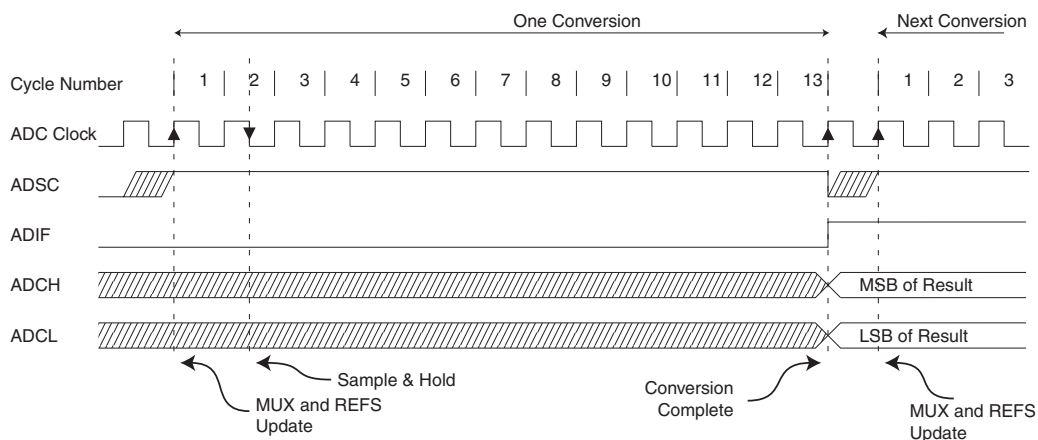 One Conversion
Next Conversion
Cycle Number
1 2 3 4 5 6 7 8 9 10 11 12 13 1 2 3
ADC Clock
ADSC
ADIF
ADCH
MSB of Result
ADCL
LSB of Result
Sample & Hold
MUX and REFS
Update
Conversion
Complete
MUX and REFS
Update